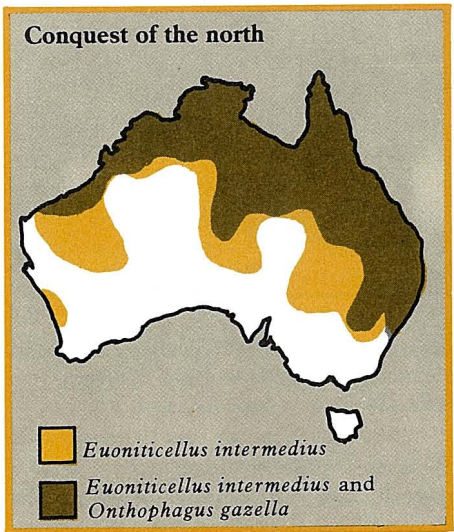 Conquest of the north
Euoniticellus intermedius
Euoniticellus intermedius and
Onthophagus gazella